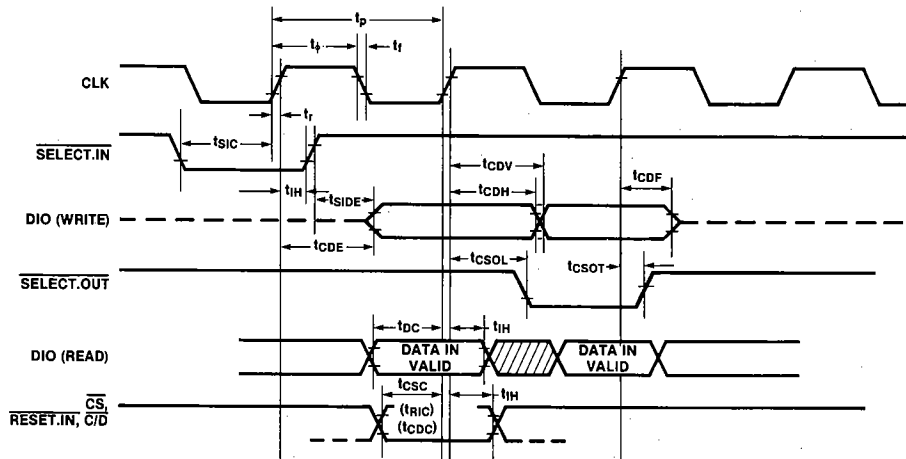 tp
tϕ
tf
CLK
tr
tSIC
SELECT.IN
tCDV
tCDF
tIH
tCDH
tSIDE
DIO (WRITE)
tCDE
tCSOL
tCSOT
SELECT.OUT
tDC
tIH
DIO (READ)
DATA IN
VALID
DATA IN
VALID
tCSC
CS,
(tRIC)
tIH
RESET.IN, C/D
(tCDC)